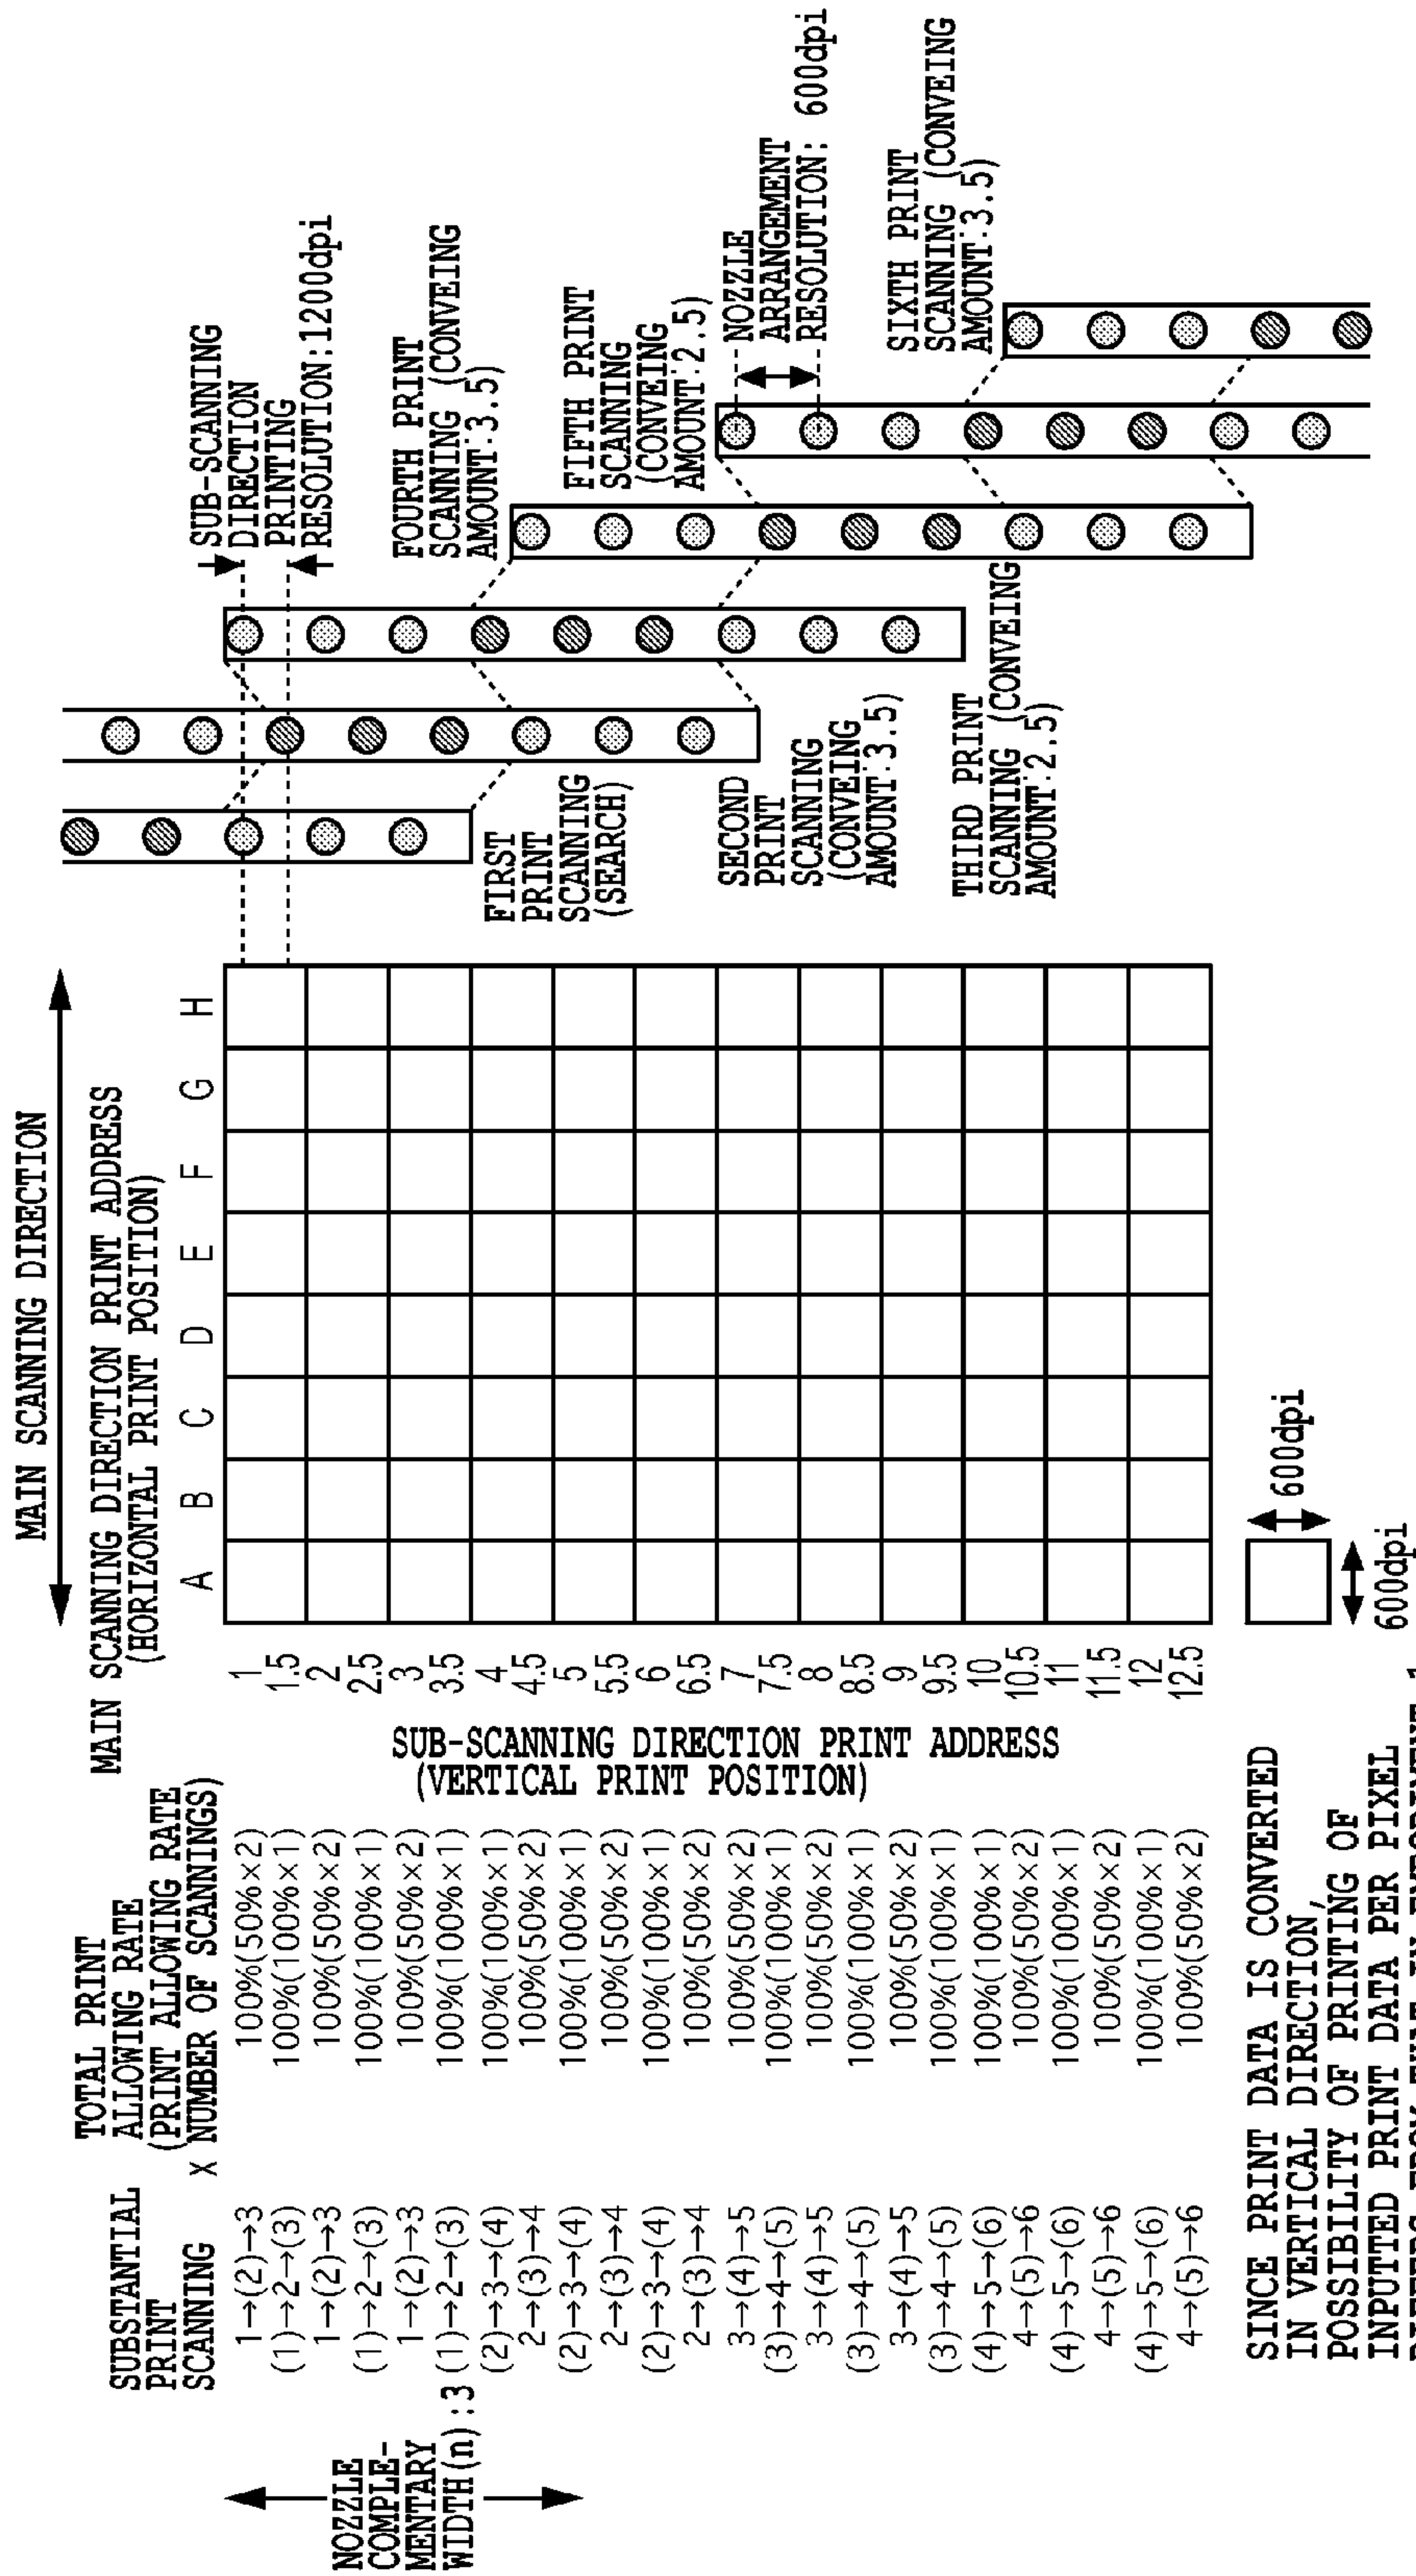 MAIN SCANNING DIRECTION
MAIN SCANNING DIRECTION PRINT ADDRESS
(HORIZONTAL PRINT POSITION)
A B C D E F G H
SUBSTANTIAL
PRINT
SCANNING
TOTAL PRINT
ALLOWING RATE
(PRINT ALLOWING RATE
X NUMBER OF SCANNINGS)
NOZZLE
COMPLE-
MENTARY
WIDTH(n):3
1→(2)→3 100%(50%×2) 1
(1)→2→(3) 100%(100%×1) 1.5
1→(2)→3 100%(50%×2) 2
(1)→2→(3) 100%(100%×1) 2.5
1→(2)→3 100%(50%×2) 3
(1)→2→(3) 100%(100%×1) 3.5
(2)→3→(4) 100%(100%×1) 4
2→(3)→4 100%(50%×2) 4.5
(2)→3→(4) 100%(100%×1) 5
2→(3)→4 100%(50%×2) 5.5
(2)→3→(4) 100%(100%×1) 6
2→(3)→4 100%(50%×2) 6.5
3→(4)→5 100%(50%×2) 7
(3)→4→(5) 100%(100%×1) 7.5
3→(4)→5 100%(50%×2) 8
(3)→4→(5) 100%(100%×1) 8.5
3→(4)→5 100%(50%×2) 9
(3)→4→(5) 100%(100%×1) 9.5
(4)→5→(6) 100%(100%×1) 10
4→(5)→6 100%(50%×2) 10.5
(4)→5→(6) 100%(100%×1) 11
4→(5)→6 100%(50%×2) 11.5
(4)→5→(6) 100%(100%×1) 12
4→(5)→6 100%(50%×2) 12.5
SUB-SCANNING DIRECTION PRINT ADDRESS
(VERTICAL PRINT POSITION)
FIRST
PRINT
SCANNING
(SEARCH)
SECOND
PRINT
SCANNING
(CONVEING
AMOUNT:3.5)
THIRD PRINT
SCANNING (CONVEING
AMOUNT:2.5)
SUB-SCANNING
DIRECTION
PRINTING
RESOLUTION:1200dpi
FOURTH PRINT
SCANNING (CONVEING
AMOUNT:3.5)
FIFTH PRINT
SCANNING
(CONVEING
AMOUNT:2.5)
NOZZLE
ARRANGEMENT
RESOLUTION: 600dpi
SIXTH PRINT
SCANNING (CONVEING
AMOUNT:3.5)
600dpi
600dpi
SINCE PRINT DATA IS CONVERTED
IN VERTICAL DIRECTION,
POSSIBILITY OF PRINTING OF
INPUTTED PRINT DATA PER PIXEL